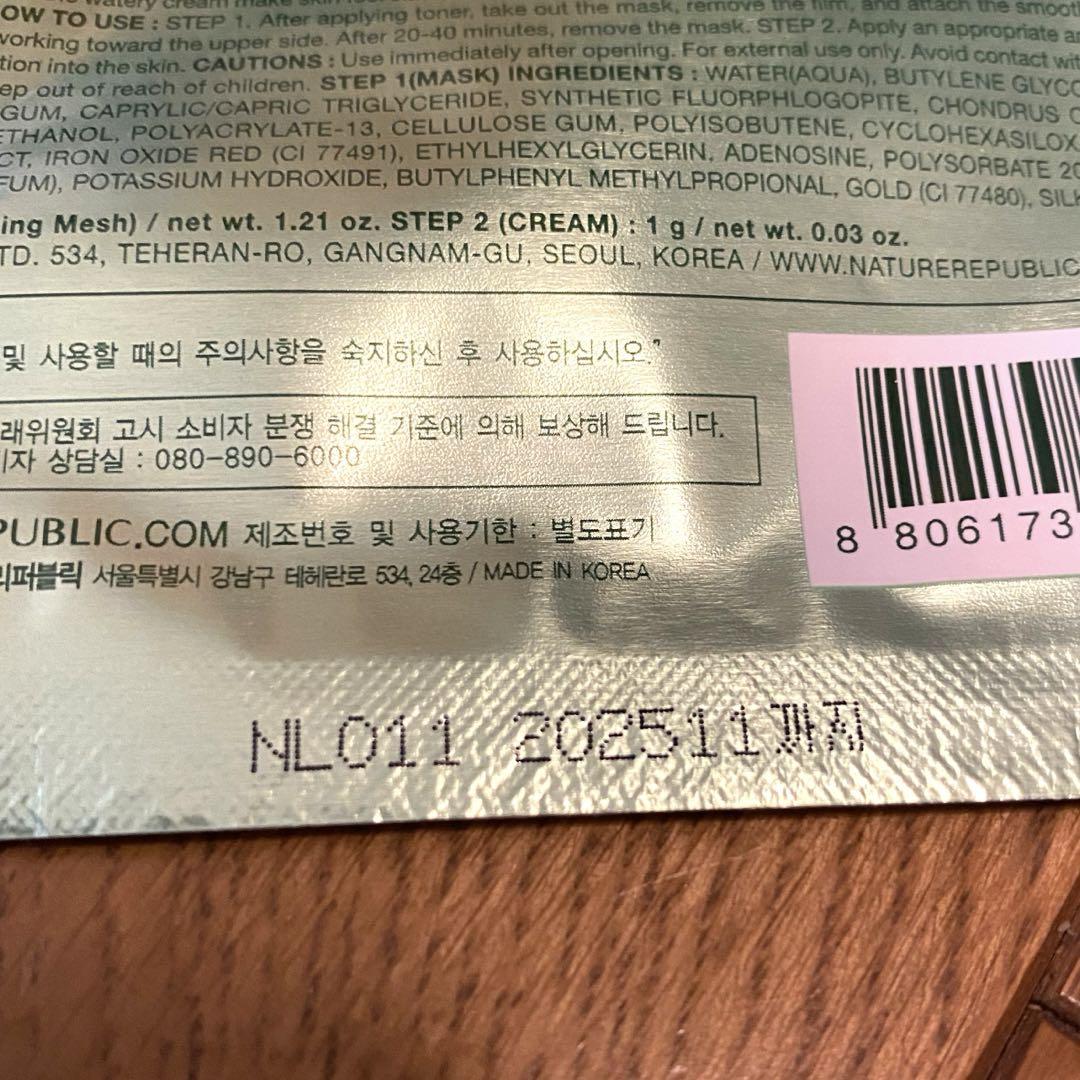 watery cream make skin
OW TO USE : STEP 1. After applying toner, take out the mask, remove the film, and attach the smooth
working toward the upper side. After 20-40 minutes, remove the mask. STEP 2. Apply an appropriate a
tion into the skin. CAUTIONS : Use immediately after opening. For external use only. Avoid contact wit
ep out of reach of children. STEP 1(MASK) INGREDIENTS : WATER(AQUA), BUTYLENE GLYCO
GUM, CAPRYLIC/CAPRIC TRIGLYCERIDE, SYNTHETIC FLUORPHLOGOPITE, CHONDRUS C
ETHANOL, POLYACRYLATE-13, CELLULOSE GUM, POLYISOBUTENE, CYCLOHEXASILOX
CT, IRON OXIDE RED (CI 77491), ETHYLHEXYLGLYCERIN, ADENOSINE, POLYSORBATE 20
FUM), POTASSIUM HYDROXIDE, BUTYLPHENYL METHYLPROPIONAL, GOLD (CI 77480), SILK
ing Mesh) / net wt. 1.21 oz. STEP 2 (CREAM) : 1 g / net wt. 0.03 oz.
TD. 534, TEHERAN-RO, GANGNAM-GU, SEOUL, KOREA / WWW.NATUREREPUBLIC
및 사용할 때의 주의사항을 숙지하신 후 사용하십시오."
래위원회 고시 소비자 분쟁 해결 기준에 의해 보상해 드립니다.
비자 상담실 : 080-890-6000
PUBLIC.COM 제조번호 및 사용기한 : 별도표기
리퍼블릭 서울특별시 강남구 테헤란로 534, 24층 / MADE IN KOREA
8 806173
NL011 202511까지